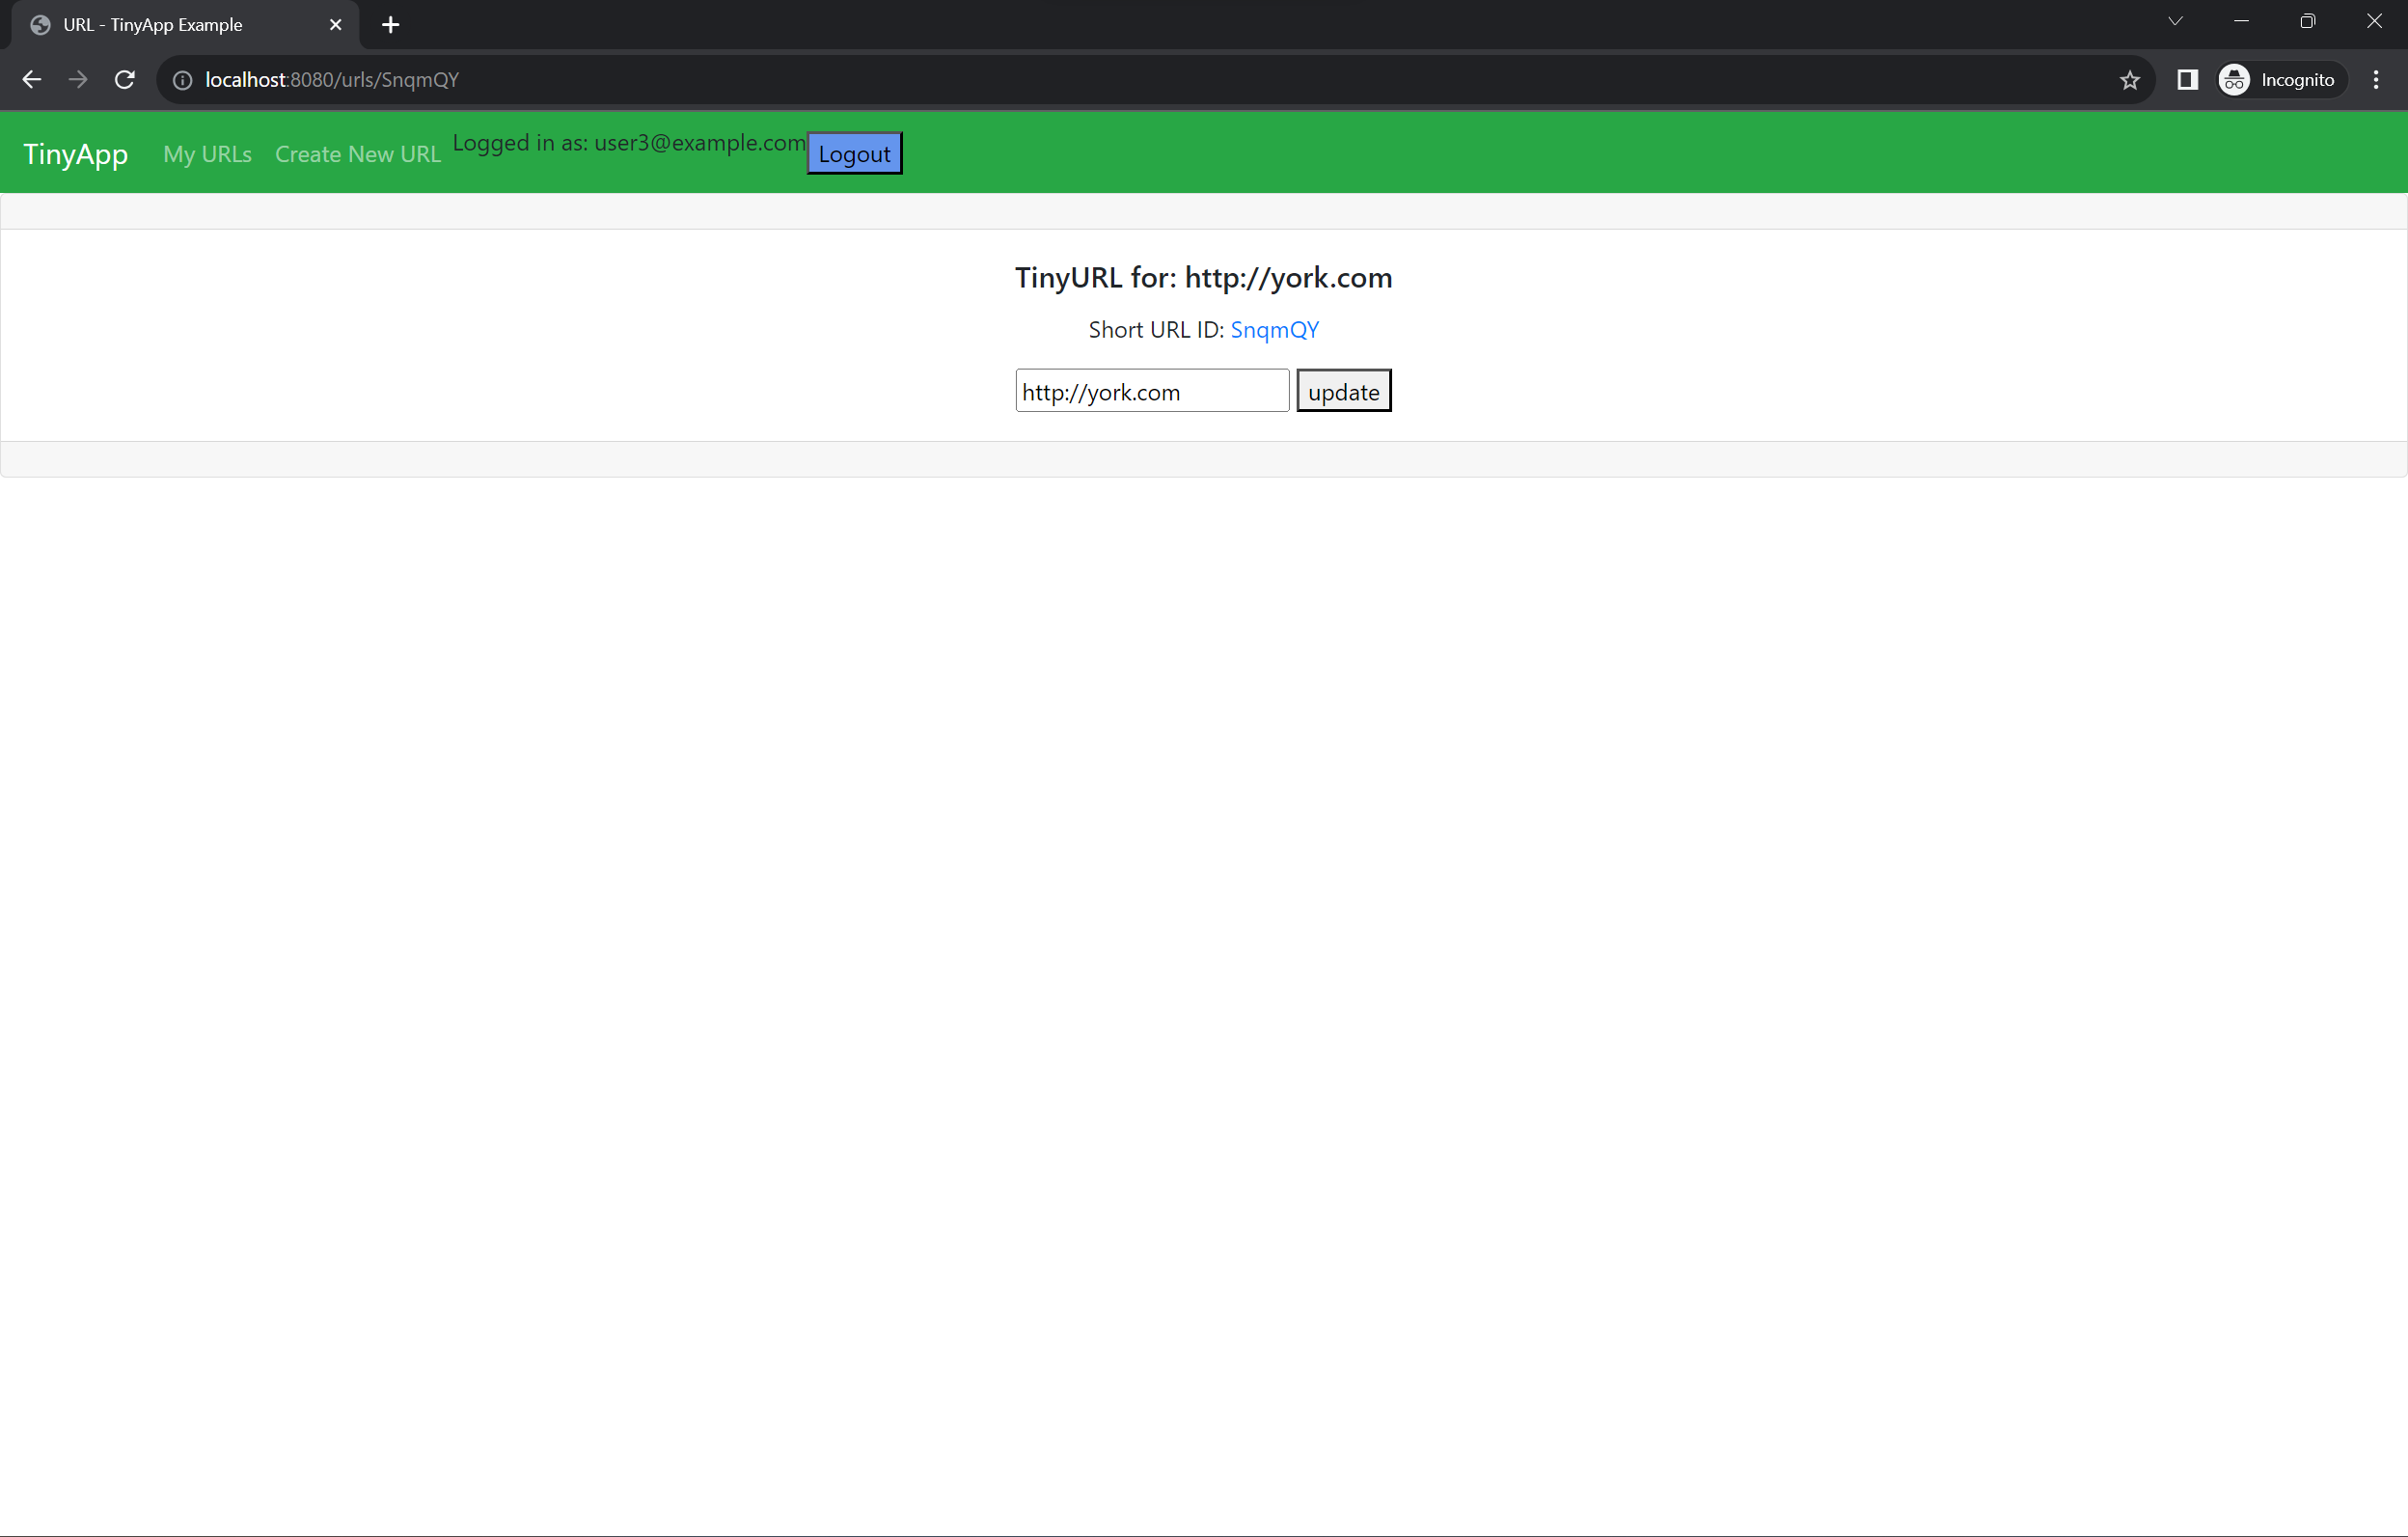 URL - TinyApp Example
localhost:8080/urls/SnqmQY
Incognito
TinyApp My URLs Create New URL Logged in as: user3@example.com Logout
TinyURL for: http://york.com
Short URL ID: SnqmQY
http://york.com update